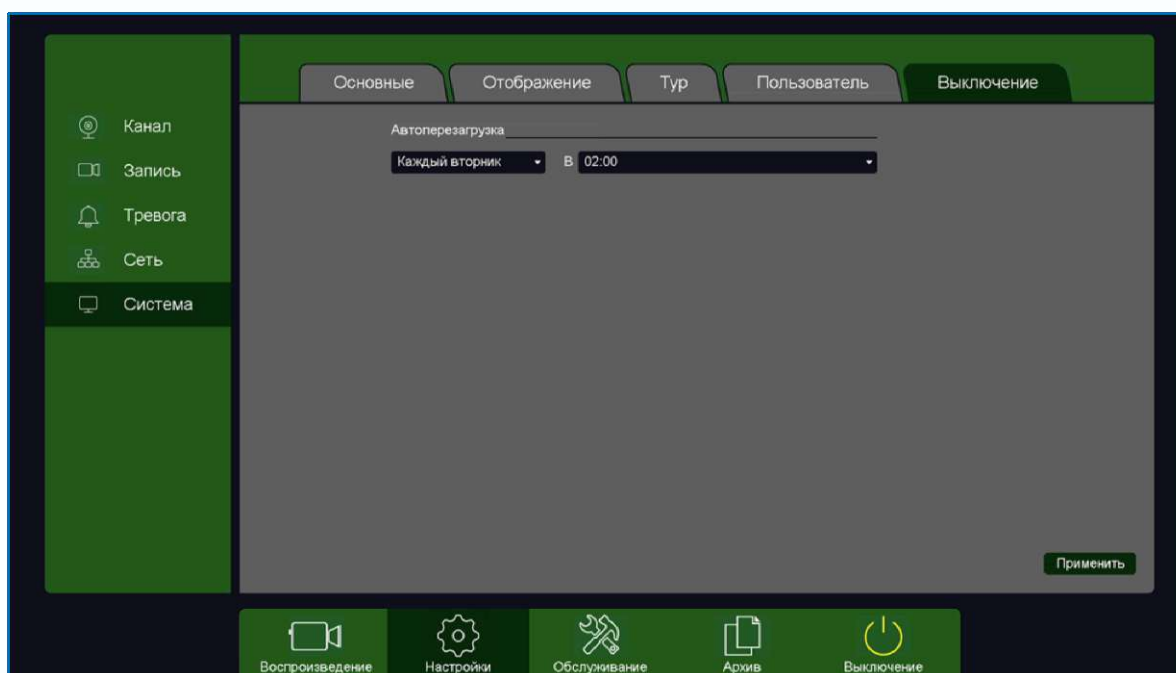 Основные Отображение Тур Пользователь Выключение
Канал
Запись
Тревога
Сеть
Система
Автоперезагрузка
Каждый вторник В 02:00
Применить
Воспроизведение Настройки Обслуживание Архив Выключение